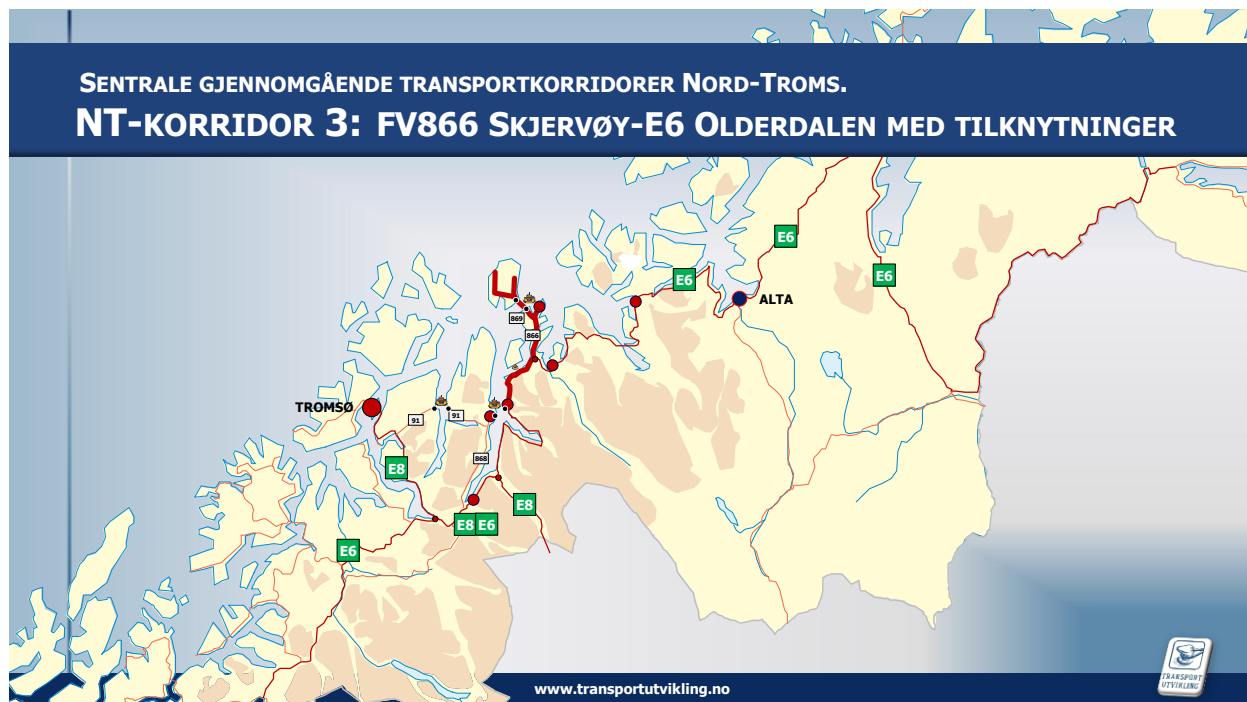 SENTRALE GJENNOMGÅENDE TRANSPORTKORRIDORER NORD-TROMS.
NT-KORRIDOR 3: FV866 SKJERVØY-E6 OLDERDALEN MED TILKNYTNINGER
E6
E6
E6
ALTA
869
866
TROMSØ
91
91
868
E8
E8
E8 E6
E6
TRANSPORT
UTVIKLING
www.transportutvikling.no